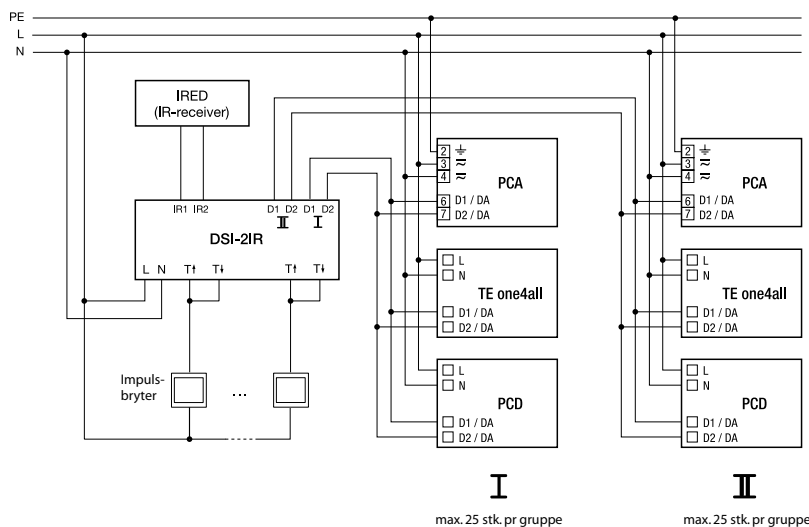 PE
L
N
IRED
(IR-receiver)
IR1 IR2 D1 D2 D1 D2
II I
DSI-2IR
L N T↑ T↓ T↑ T↓
Impuls-
bryter
...
2
3
4
PCA
6 D1 / DA
7 D2 / DA
L
N
TE one4all
D1 / DA
D2 / DA
L
N
PCD
D1 / DA
D2 / DA
I
max. 25 stk. pr gruppe
2
3
4
PCA
6 D1 / DA
7 D2 / DA
L
N
TE one4all
D1 / DA
D2 / DA
L
N
PCD
D1 / DA
D2 / DA
II
max. 25 stk. pr gruppe